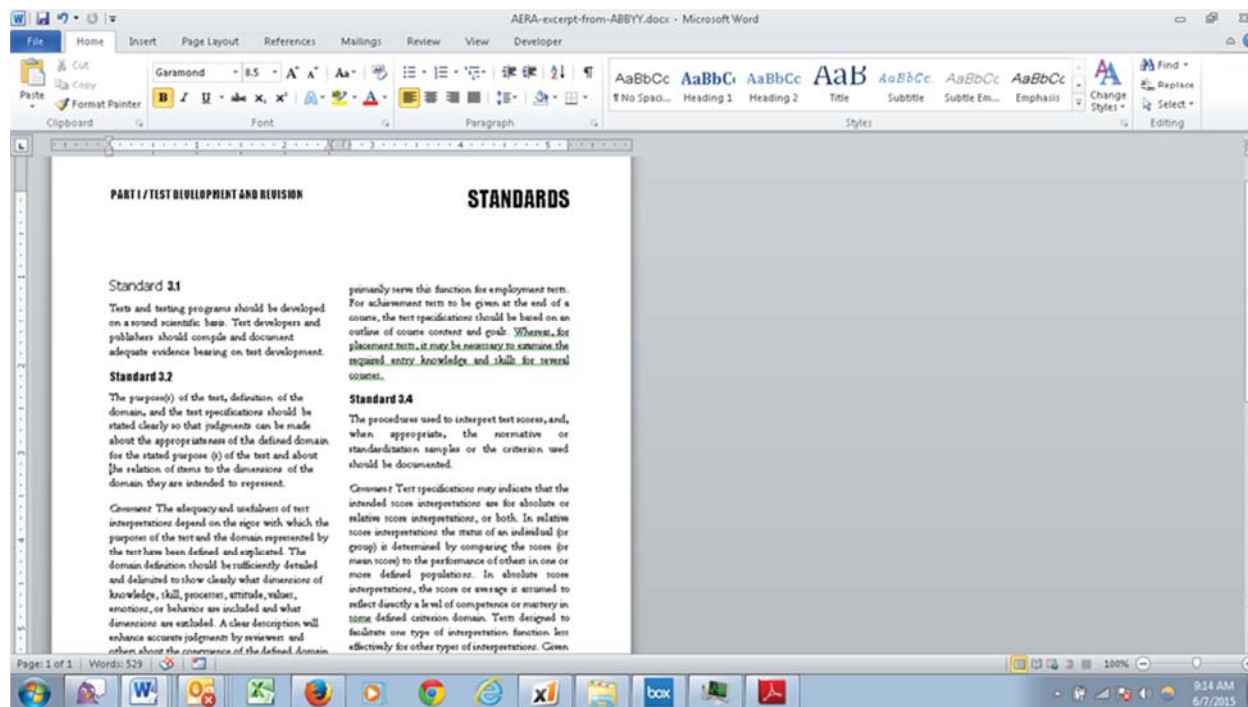 AERA-excerpt-from-ABBYY.docx - Microsoft Word
File Home Insert Page Layout References Mailings Review View Developer
Paste
Cut
Copy
Format Painter
Clipboard
Garamond 8.5
Font
Paragraph
AaBbCc AaBbC AaBbCc AaB AaBbCc. AaBbCc AaBbCc
¶ No Spaci... Heading 1 Heading 2 Title Subtitle Subtle Em... Emphasis
Change Styles
Styles
Find
Replace
Select
Editing
PART I / TEST DEVELOPMENT AND REVISION
STANDARDS
Standard 3.1
Tests and testing programs should be developed
on a sound scientific basis. Test developers and
publishers should compile and document
adequate evidence bearing on test development.
Standard 3.2
The purpose(s) of the test, definition of the
domain, and the test specifications should be
stated clearly so that judgments can be made
about the appropriateness of the defined domain
for the stated purpose (s) of the test and about
the relation of items to the dimensions of the
domain they are intended to represent.
Comment: The adequacy and usefulness of test
interpretations depend on the rigor with which the
purposes of the test and the domain represented by
the test have been defined and explicated. The
domain definition should be sufficiently detailed
and delimited to show clearly what dimensions of
knowledge, skill, processes, attitude, values,
emotions, or behavior are included and what
dimensions are excluded. A clear description will
enhance accurate judgments by reviewers and
others about the congruence of the defined domain
primarily serve this function for employment tests.
For achievement tests to be given at the end of a
course, the test specifications should be based on an
outline of course content and goals. Whereas, for
placement tests, it may be necessary to examine the
required entry knowledge and skills for several
courses.
Standard 3.4
The procedures used to interpret test scores, and,
when appropriate, the normative or
standardization samples or the criterion used
should be documented.
Comment: Test specifications may indicate that the
intended score interpretations are for absolute or
relative score interpretations, or both. In relative
score interpretations the status of an individual (or
group) is determined by comparing the score (or
mean score) to the performance of others in one or
more defined populations. In absolute score
interpretations, the score or average is assumed to
reflect directly a level of competence or mastery in
some defined criterion domain. Tests designed to
facilitate one type of interpretation function less
effectively for other types of interpretations. Given
Page: 1 of 1 Words: 529 100%
box
9:14 AM
6/7/2015